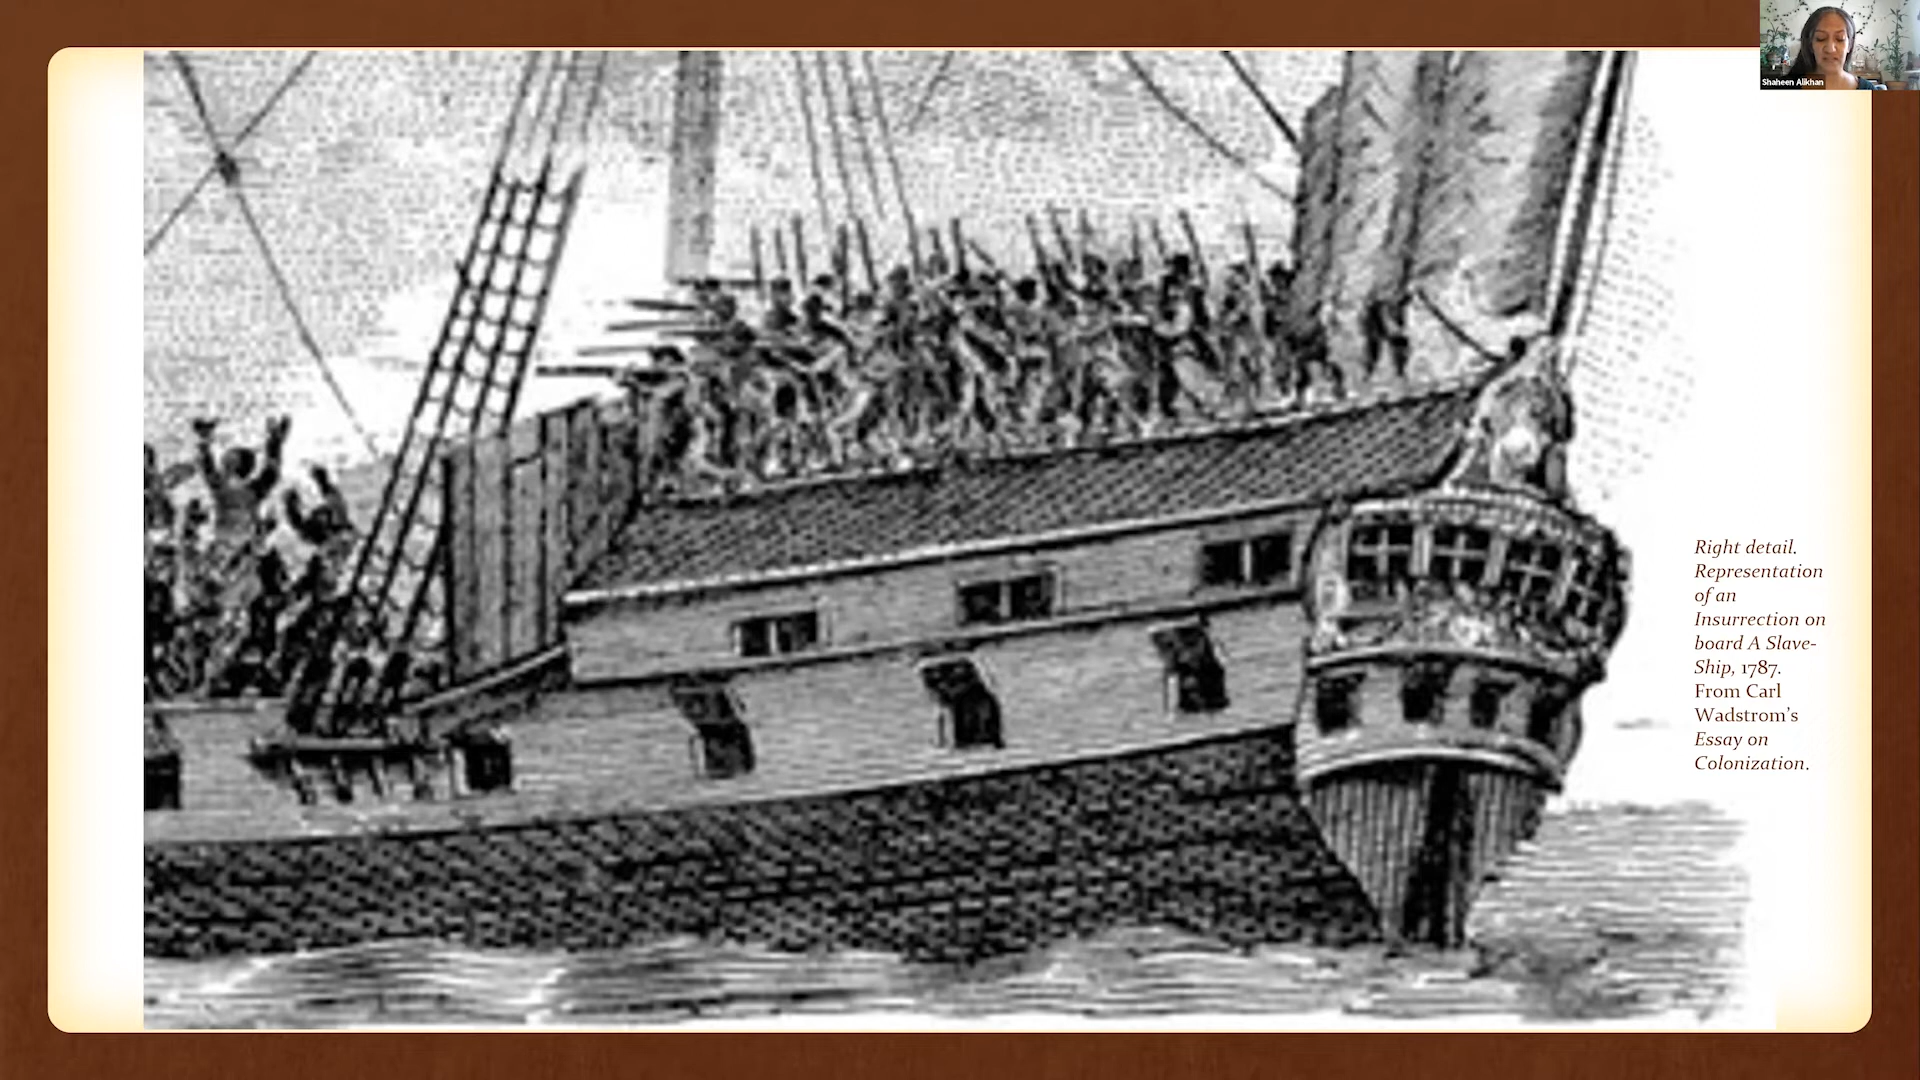 Shaheen Alikhan
Right detail.
Representation
of an
Insurrection on
board A Slave-
Ship, 1787.
From Carl
Wadstrom’s
Essay on
Colonization.